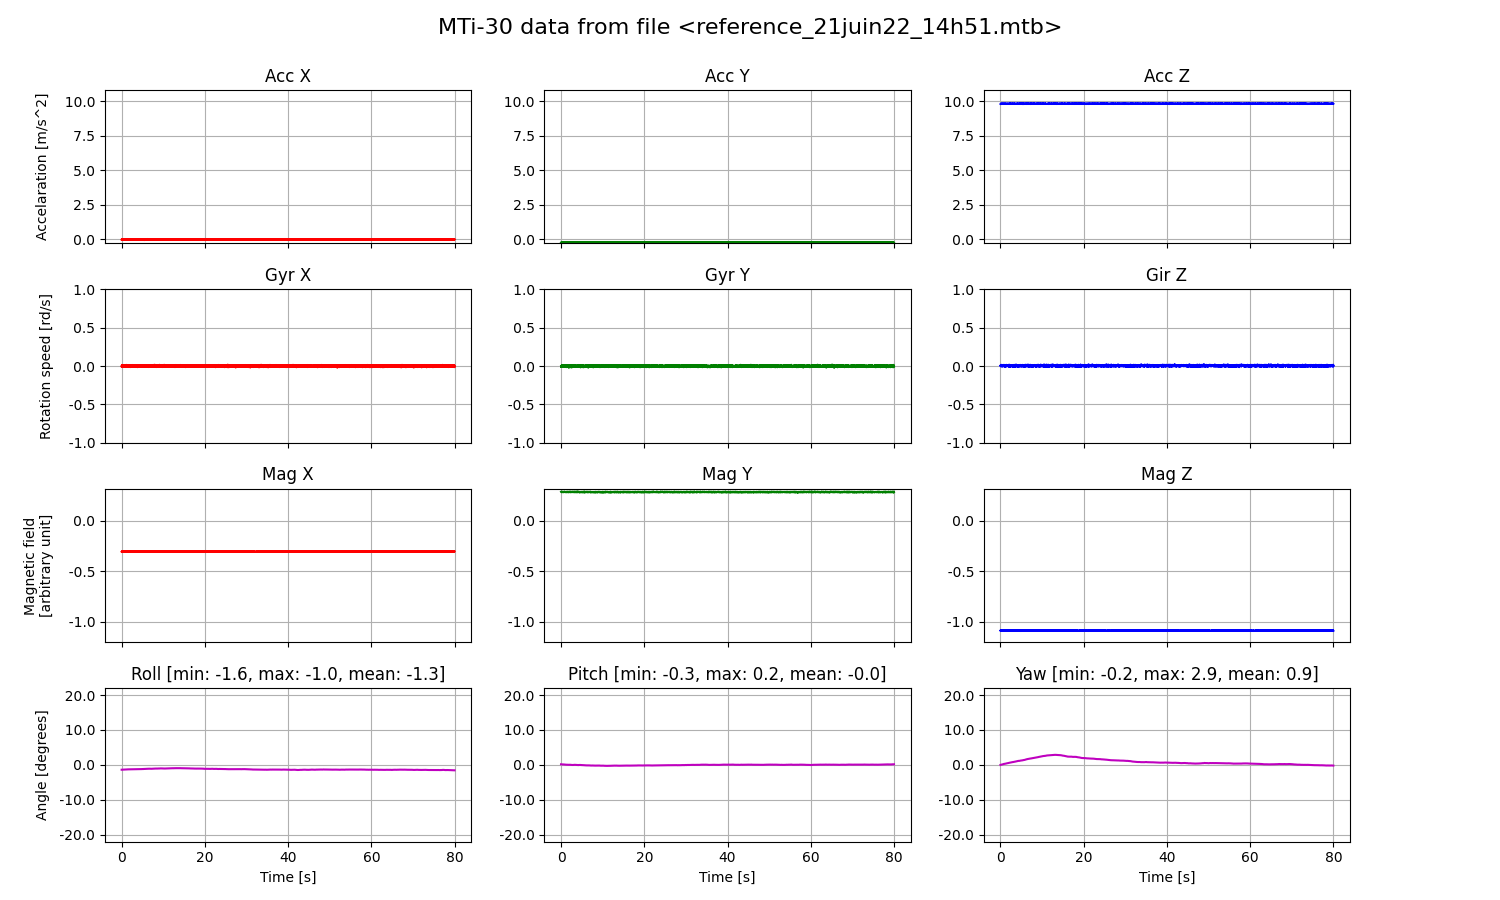 MTi-30 data from file <reference_21juin22_14h51.mtb>
Acc X
Acc Y
Acc Z
Accelaration [m/s^2]
10.0
7.5
5.0
2.5
0.0
10.0
7.5
5.0
2.5
0.0
10.0
7.5
5.0
2.5
0.0
Gyr X
Gyr Y
Gir Z
Rotation speed [rd/s]
1.0
0.5
0.0
-0.5
-1.0
1.0
0.5
0.0
-0.5
-1.0
1.0
0.5
0.0
-0.5
-1.0
Mag X
Mag Y
Mag Z
Magnetic field
[arbitrary unit]
0.0
-0.5
-1.0
0.0
-0.5
-1.0
0.0
-0.5
-1.0
Roll [min: -1.6, max: -1.0, mean: -1.3]
Pitch [min: -0.3, max: 0.2, mean: -0.0]
Yaw [min: -0.2, max: 2.9, mean: 0.9]
Angle [degrees]
20.0
10.0
0.0
-10.0
-20.0
20.0
10.0
0.0
-10.0
-20.0
20.0
10.0
0.0
-10.0
-20.0
0 20 40 60 80
0 20 40 60 80
0 20 40 60 80
Time [s]
Time [s]
Time [s]